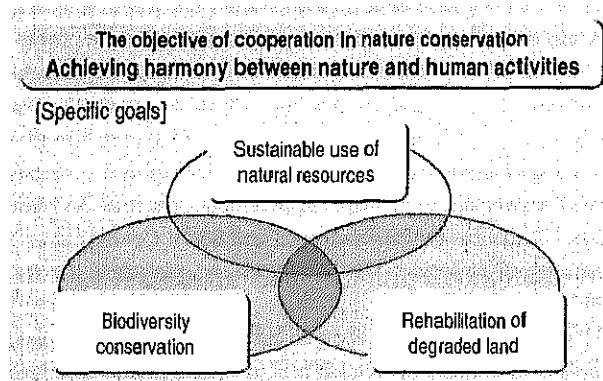 The objective of cooperation in nature conservation
Achieving harmony between nature and human activities
[Specific goals]
Sustainable use of
natural resources
Biodiversity
conservation
Rehabilitation of
degraded land